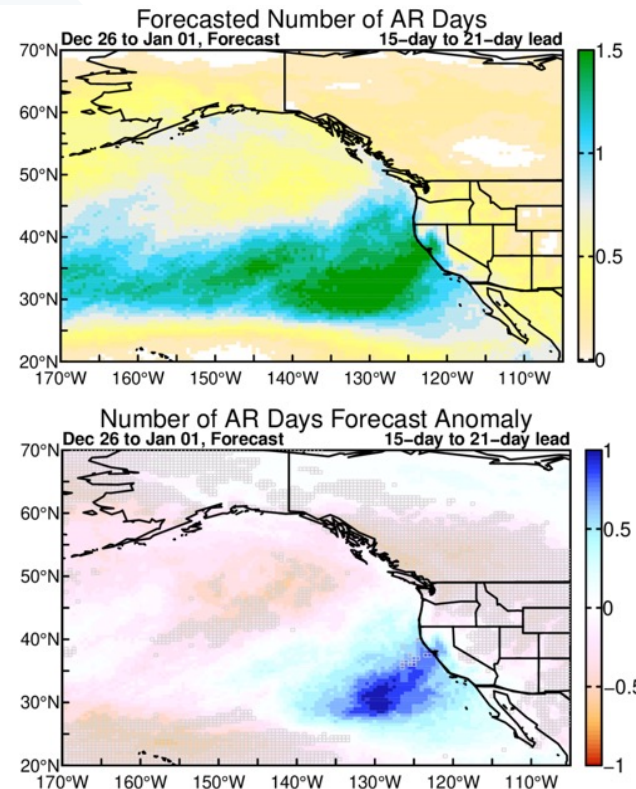 Forecasted Number of AR Days
Dec 26 to Jan 01, Forecast 15-day to 21-day lead
70°N
60°N
50°N
40°N
30°N
20°N
170°W 160°W 150°W 140°W 130°W 120°W 110°W
1.5
1
0.5
0
Number of AR Days Forecast Anomaly
Dec 26 to Jan 01, Forecast 15-day to 21-day lead
70°N
60°N
50°N
40°N
30°N
20°N
170°W 160°W 150°W 140°W 130°W 120°W 110°W
1
0.5
0
−0.5
−1